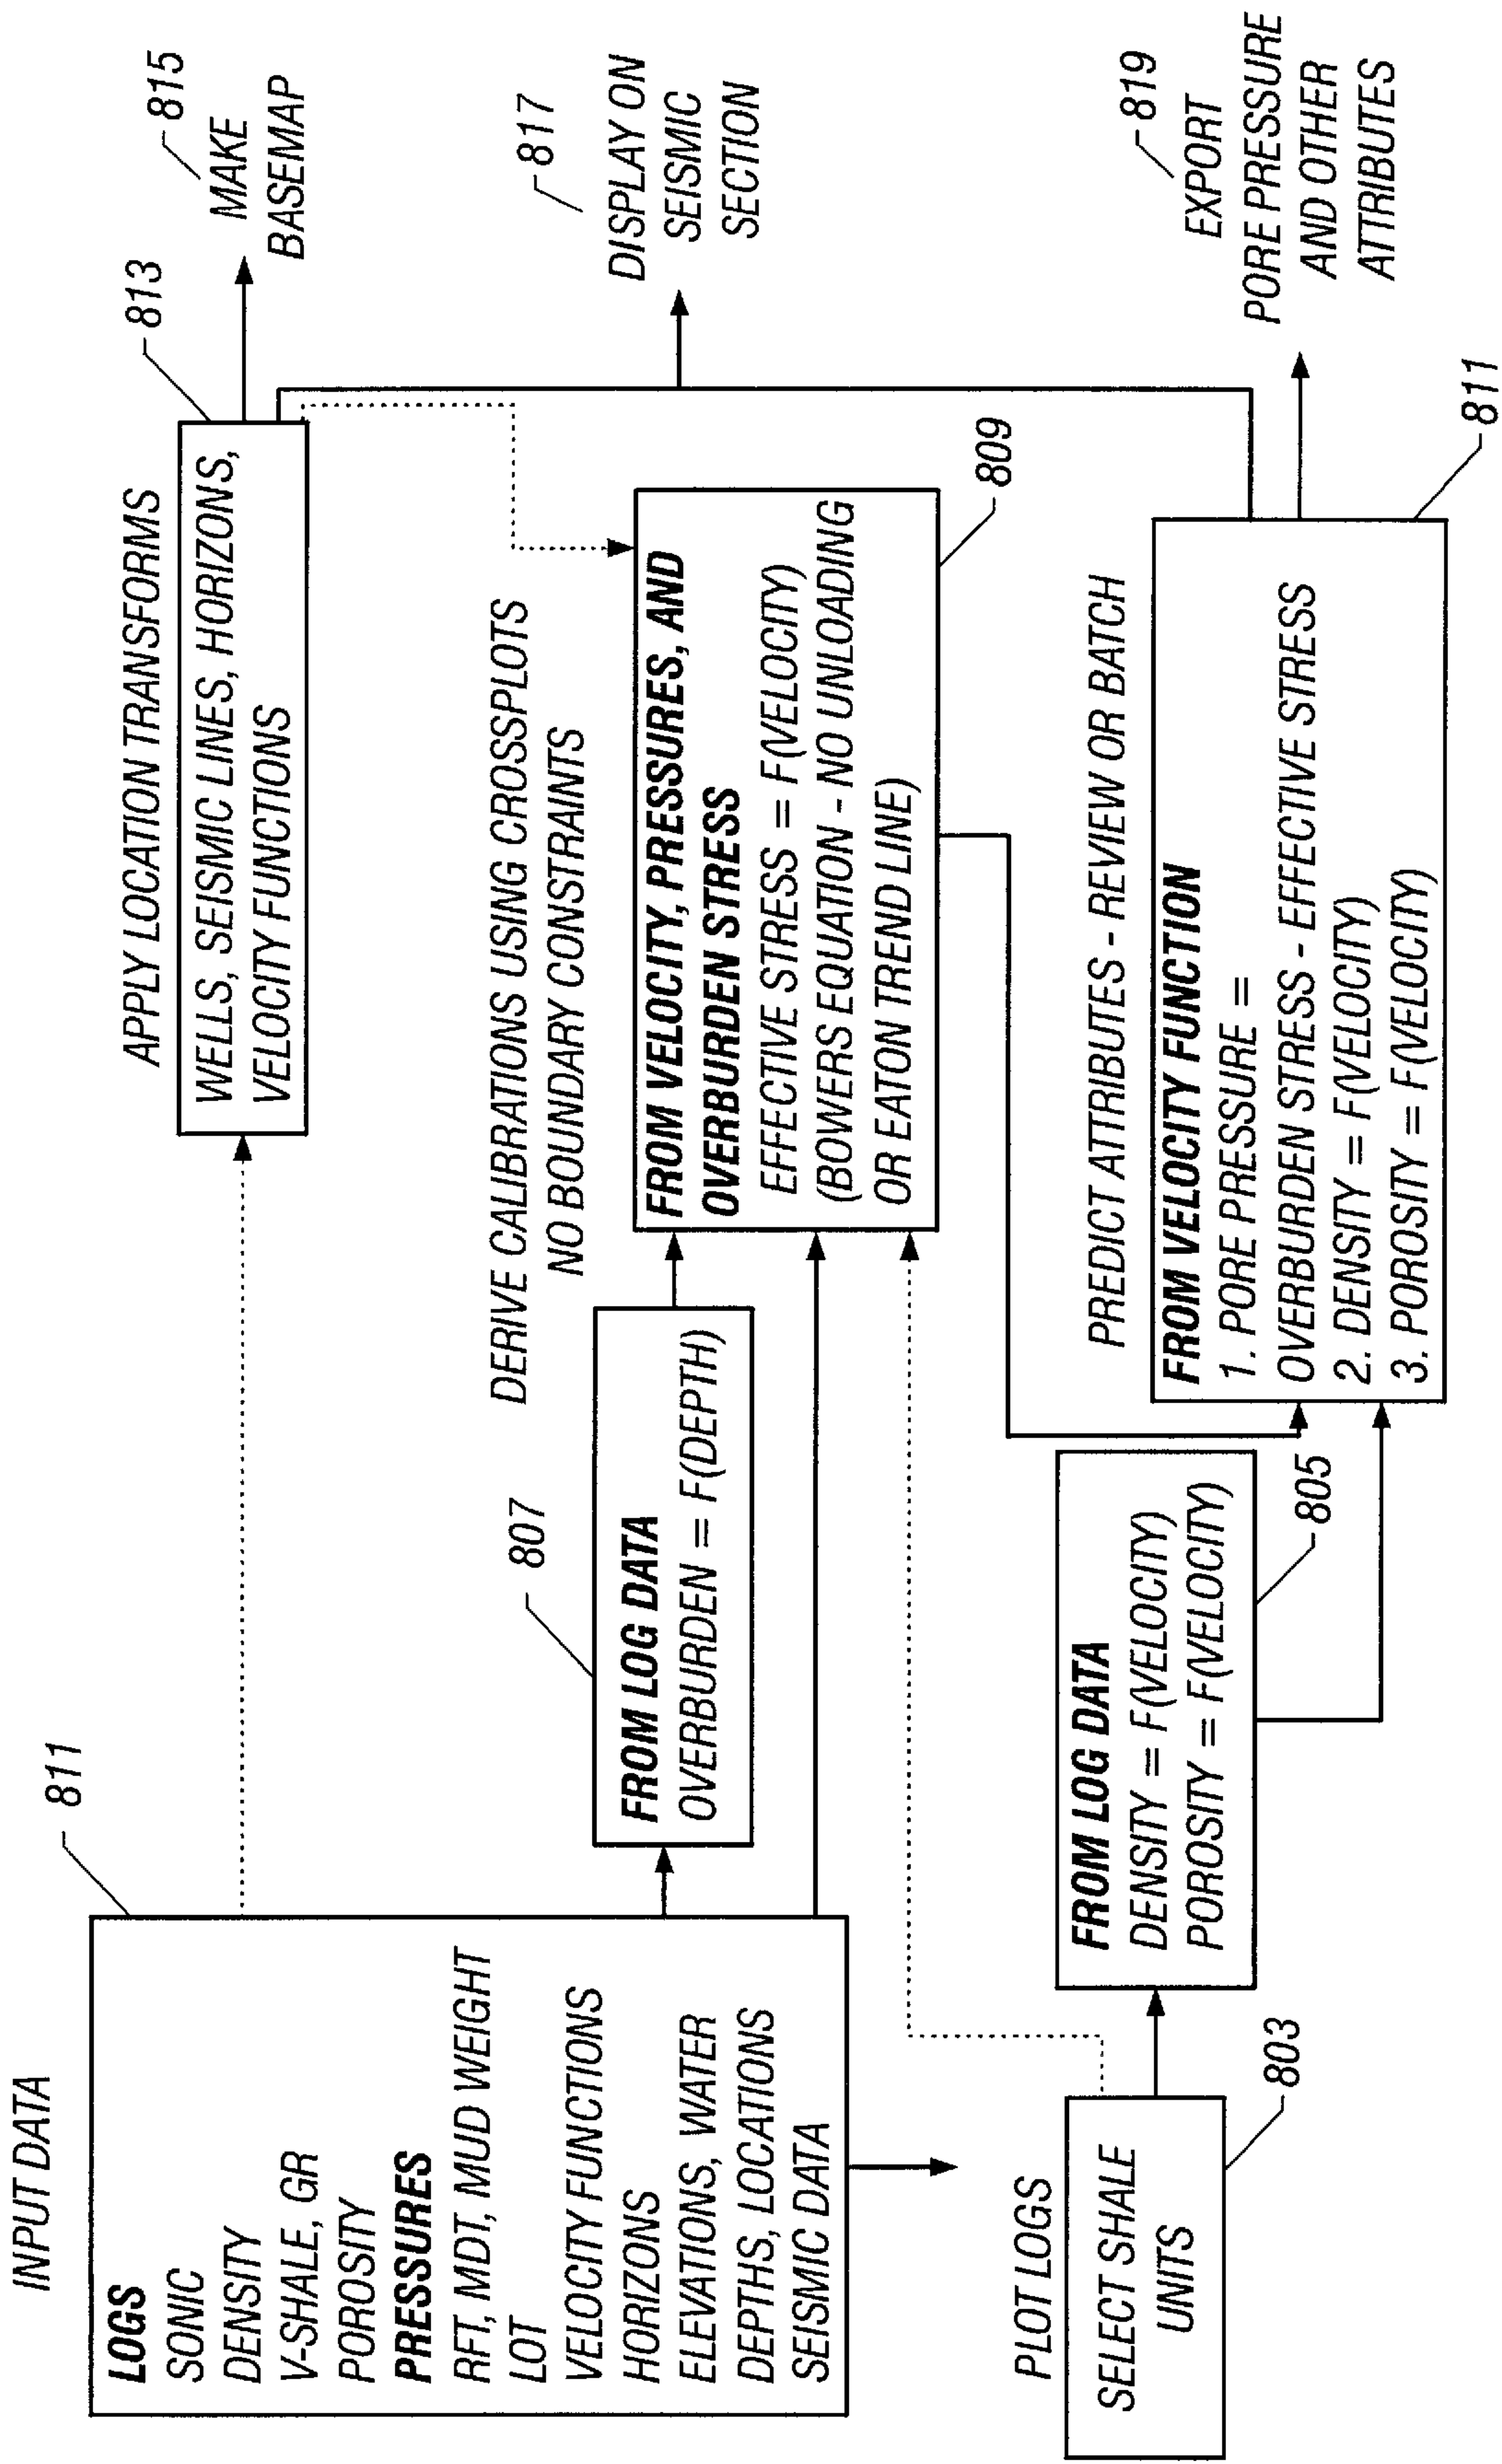 INPUT DATA
811
LOGS
SONIC
DENSITY
V-SHALE, GR
POROSITY
PRESSURES
RFT, MDT, MUD WEIGHT
LOT
VELOCITY FUNCTIONS
HORIZONS
ELEVATIONS, WATER
DEPTHS, LOCATIONS
SEISMIC DATA
PLOT LOGS
SELECT SHALE
UNITS
803
807
FROM LOG DATA
OVERBURDEN = F(DEPTH)
FROM LOG DATA
DENSITY = F(VELOCITY)
POROSITY = F(VELOCITY)
805
APPLY LOCATION TRANSFORMS
813
WELLS, SEISMIC LINES, HORIZONS,
VELOCITY FUNCTIONS
DERIVE CALIBRATIONS USING CROSSPLOTS
NO BOUNDARY CONSTRAINTS
FROM VELOCITY, PRESSURES, AND
OVERBURDEN STRESS
EFFECTIVE STRESS = F(VELOCITY)
(BOWERS EQUATION - NO UNLOADING
OR EATON TREND LINE)
809
PREDICT ATTRIBUTES - REVIEW OR BATCH
FROM VELOCITY FUNCTION
1. PORE PRESSURE =
OVERBURDEN STRESS - EFFECTIVE STRESS
2. DENSITY = F(VELOCITY)
3. POROSITY = F(VELOCITY)
811
815
MAKE
BASEMAP
817
DISPLAY ON
SEISMIC
SECTION
819
EXPORT
PORE PRESSURE
AND OTHER
ATTRIBUTES